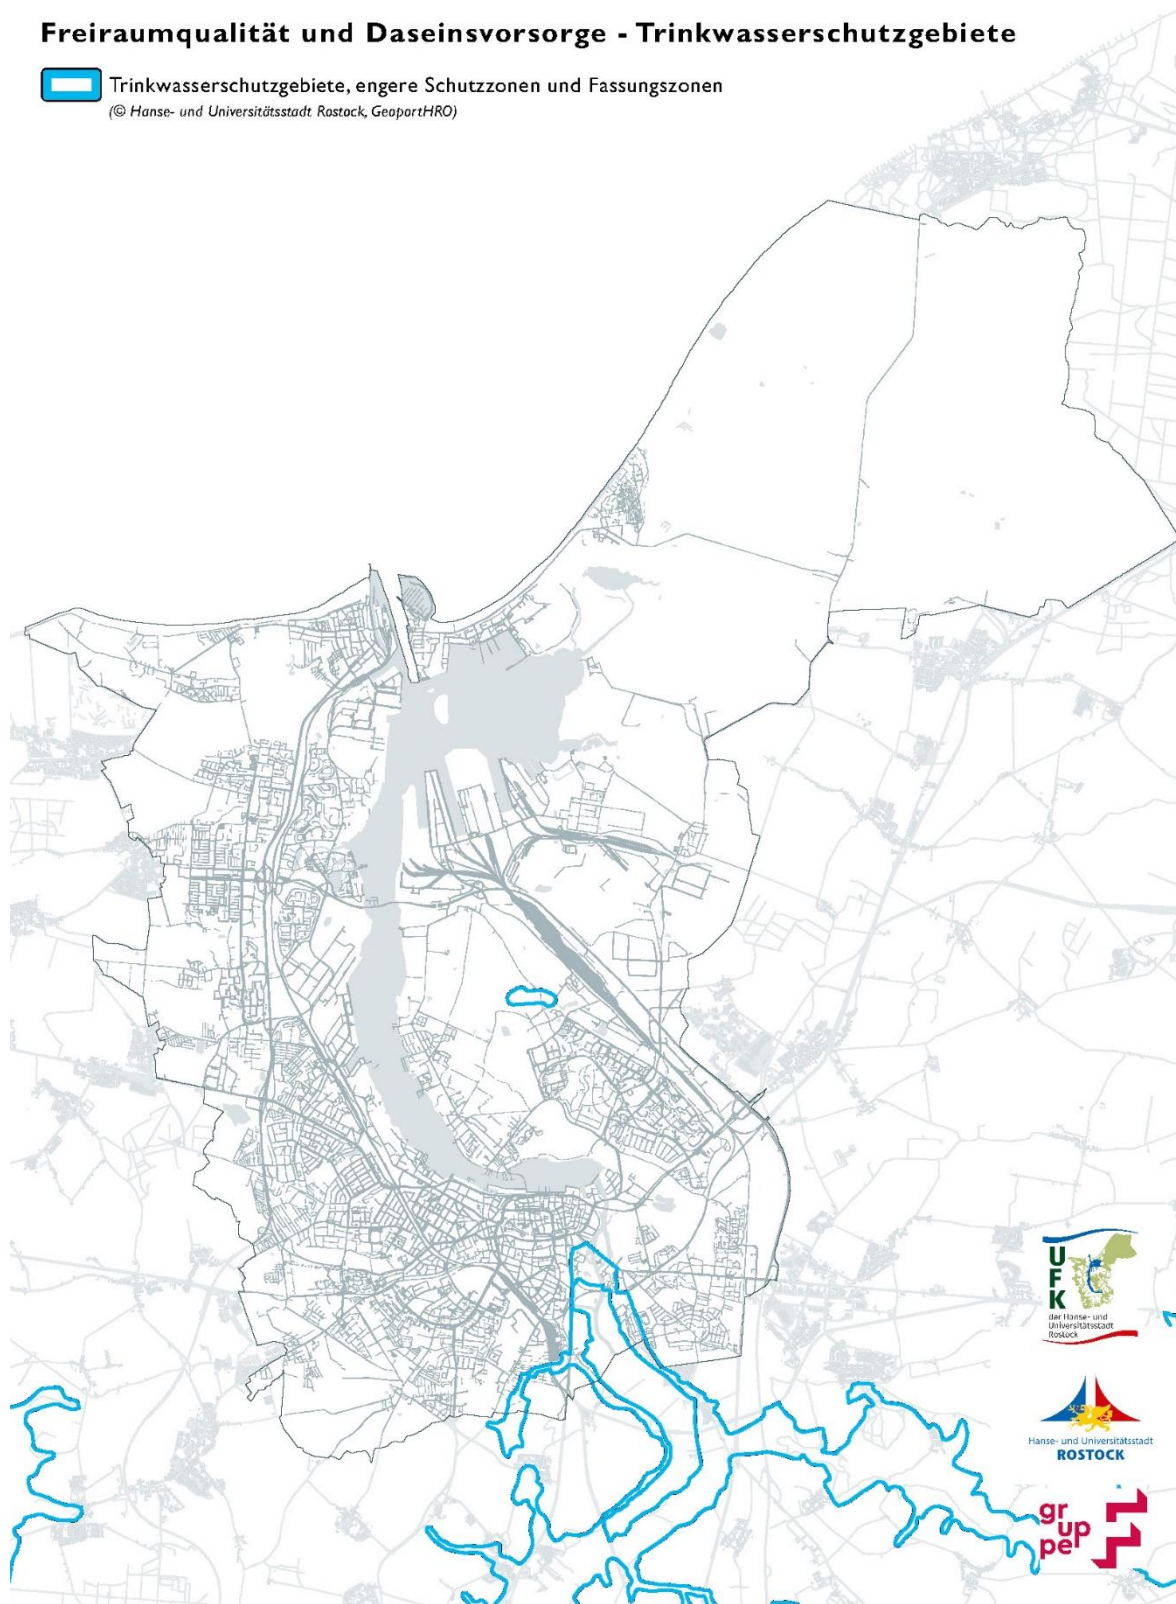 Freiraumqualität und Daseinsvorsorge - Trinkwasserschutzgebiete
Trinkwasserschutzgebiete, engere Schutzzonen und Fassungszonen
(© Hanse- und Universitätsstadt Rostock, GeoportHRO)
UFK
der Hanse- und
Universitätsstadt
Rostock
Hanse- und Universitätsstadt
ROSTOCK
gr
up
pe
F